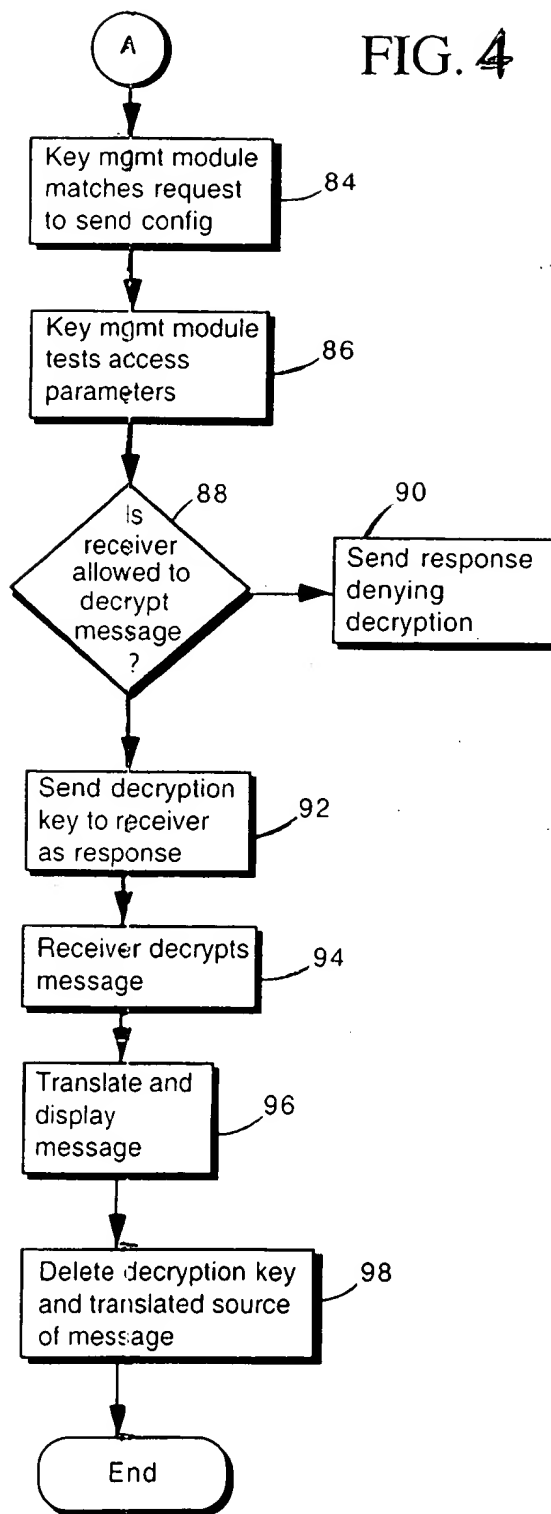 A
FIG. 4
Key mgmt module
matches request
to send config
84
Key mgmt module
tests access
parameters
86
88
Is
receiver
allowed to
decrypt
message
?
90
Send response
denying
decryption
Send decryption
key to receiver
as response
92
Receiver decrypts
message
94
Translate and
display
message
96
Delete decryption key
and translated source
of message
98
End